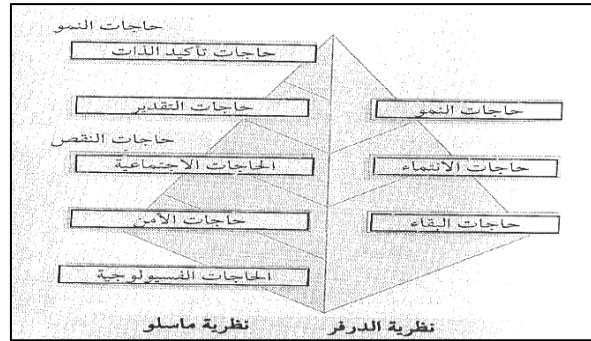 حاجات النمو
حاجات تأكيد الذات
حاجات التقدير
حاجات النمو
حاجات النقص
الحاجات الاجتماعية
حاجات الانتماء
حاجات الأمن
حاجات البقاء
الحاجات الفسيولوجية
نظرية الدرفر
نظرية ماسلو